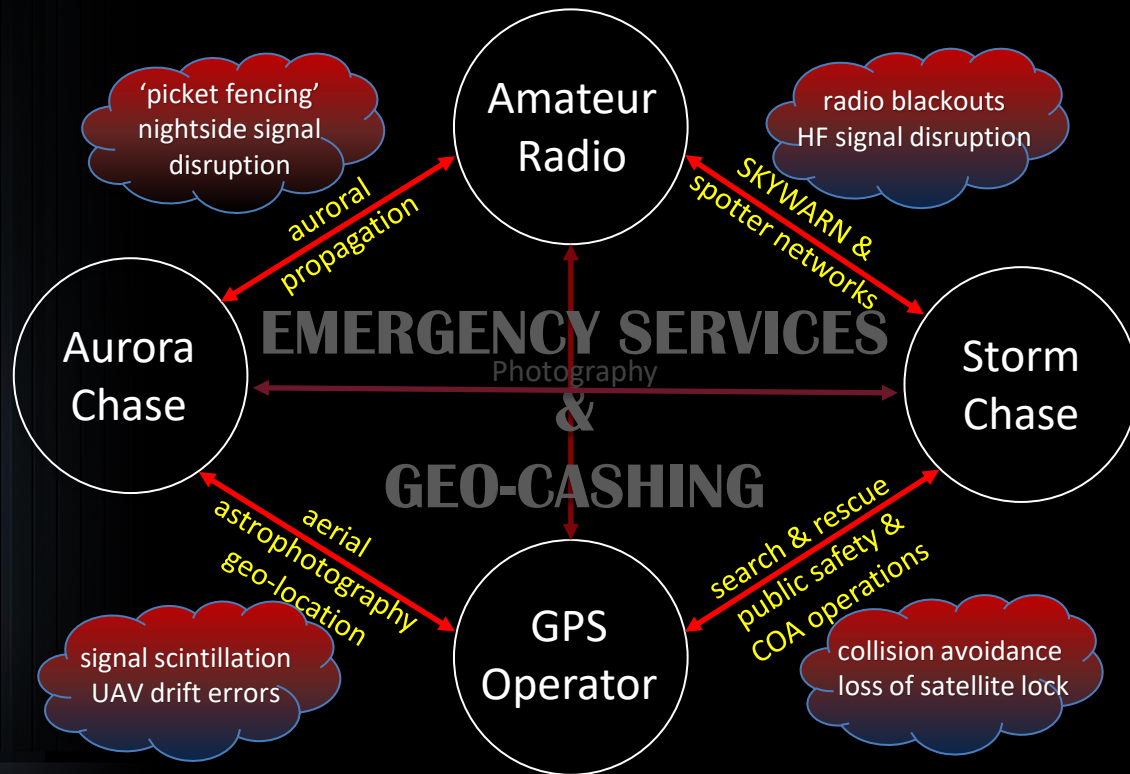 ‘picket fencing’
nightside signal
disruption
Amateur
Radio
radio blackouts
HF signal disruption
auroral
propagation
SKYWARN &
spotter networks
Aurora
Chase
EMERGENCY SERVICES
Photography
&
GEO-CASHING
Storm
Chase
aerial
astrophotography
geo-location
search & rescue
public safety &
COA operations
signal scintillation
UAV drift errors
GPS
Operator
collision avoidance
loss of satellite lock